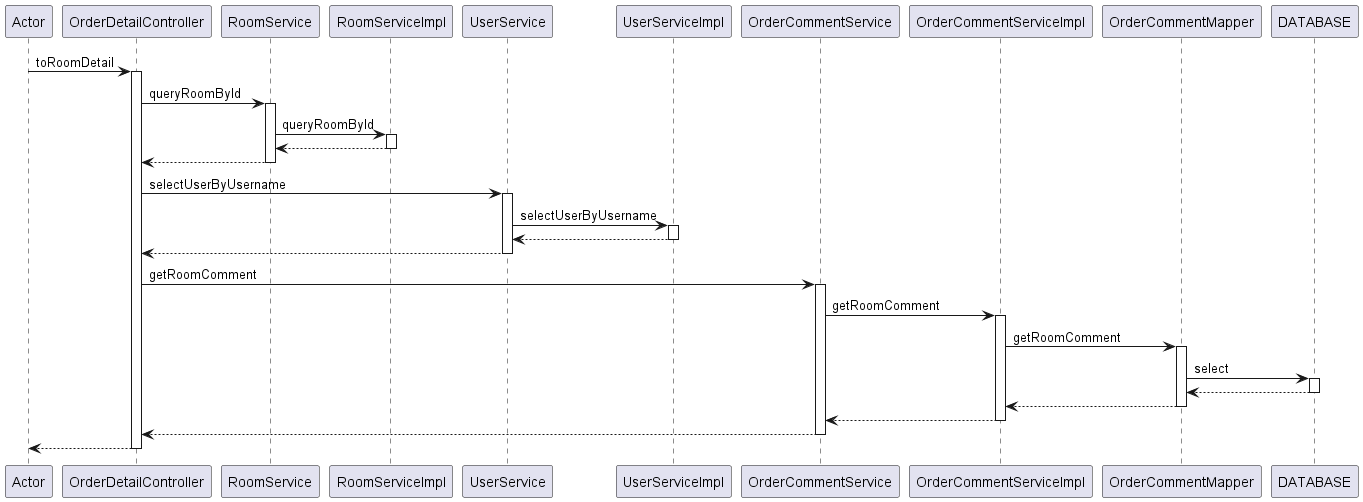 Actor OrderDetailController RoomService RoomServiceImpl UserService UserServiceImpl OrderCommentService OrderCommentServiceImpl OrderCommentMapper DATABASE
toRoomDetail
queryRoomById
queryRoomById
selectUserByUsername
selectUserByUsername
getRoomComment
getRoomComment
getRoomComment
select
Actor OrderDetailController RoomService RoomServiceImpl UserService UserServiceImpl OrderCommentService OrderCommentServiceImpl OrderCommentMapper DATABASE